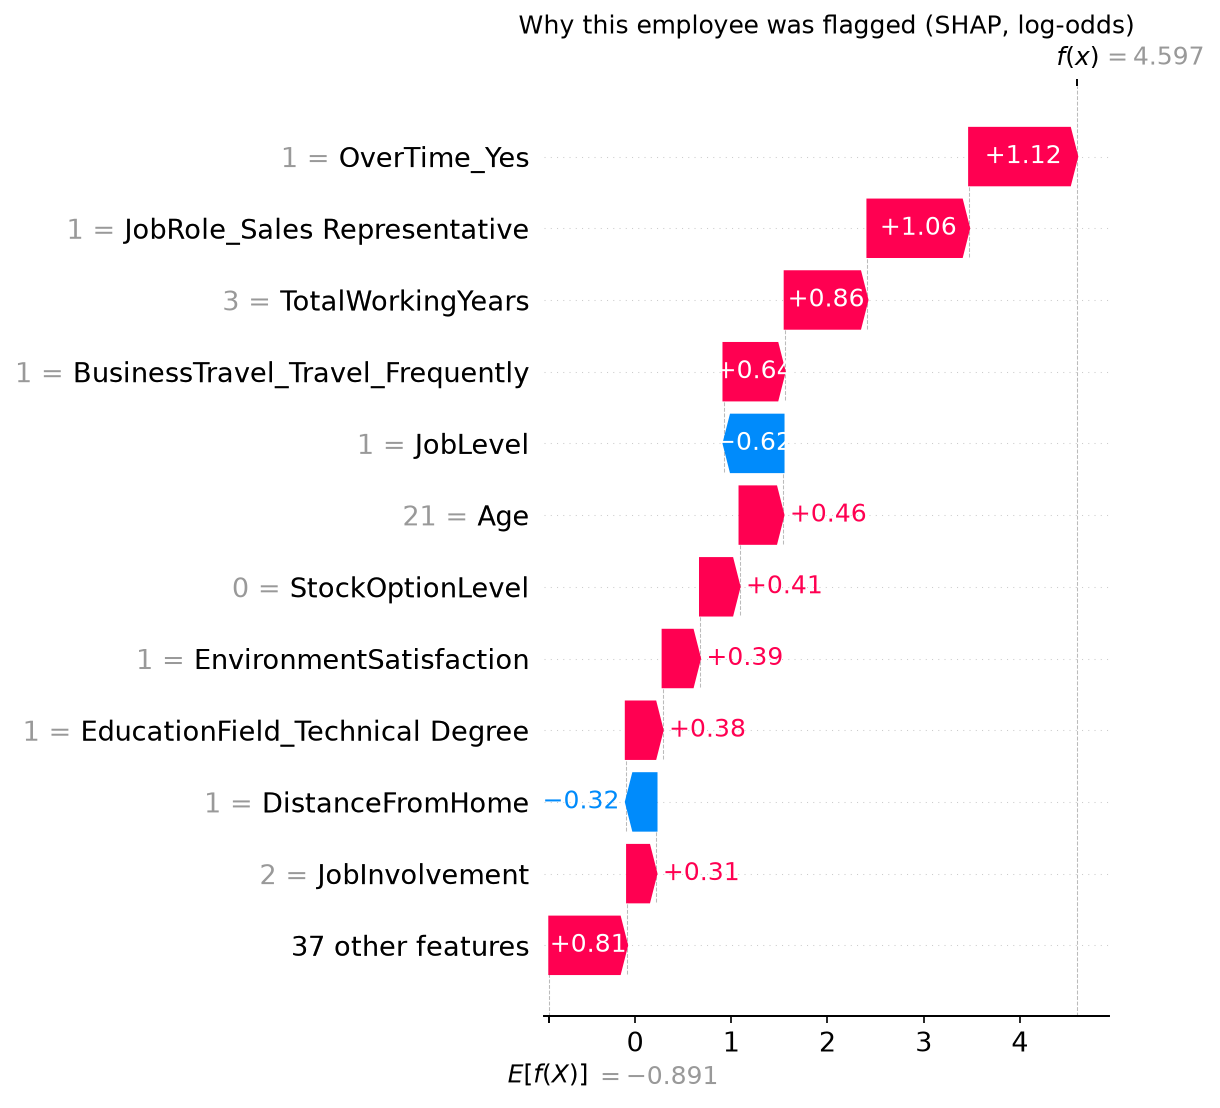 Why this employee was flagged (SHAP, log-odds)
f(x) = 4.597
1 = OverTime_Yes +1.12
1 = JobRole_Sales Representative +1.06
3 = TotalWorkingYears +0.86
1 = BusinessTravel_Travel_Frequently +0.64
1 = JobLevel −0.62
21 = Age +0.46
0 = StockOptionLevel +0.41
1 = EnvironmentSatisfaction +0.39
1 = EducationField_Technical Degree +0.38
1 = DistanceFromHome −0.32
2 = JobInvolvement +0.31
37 other features +0.81
0 1 2 3 4
E[f(X)] = −0.891